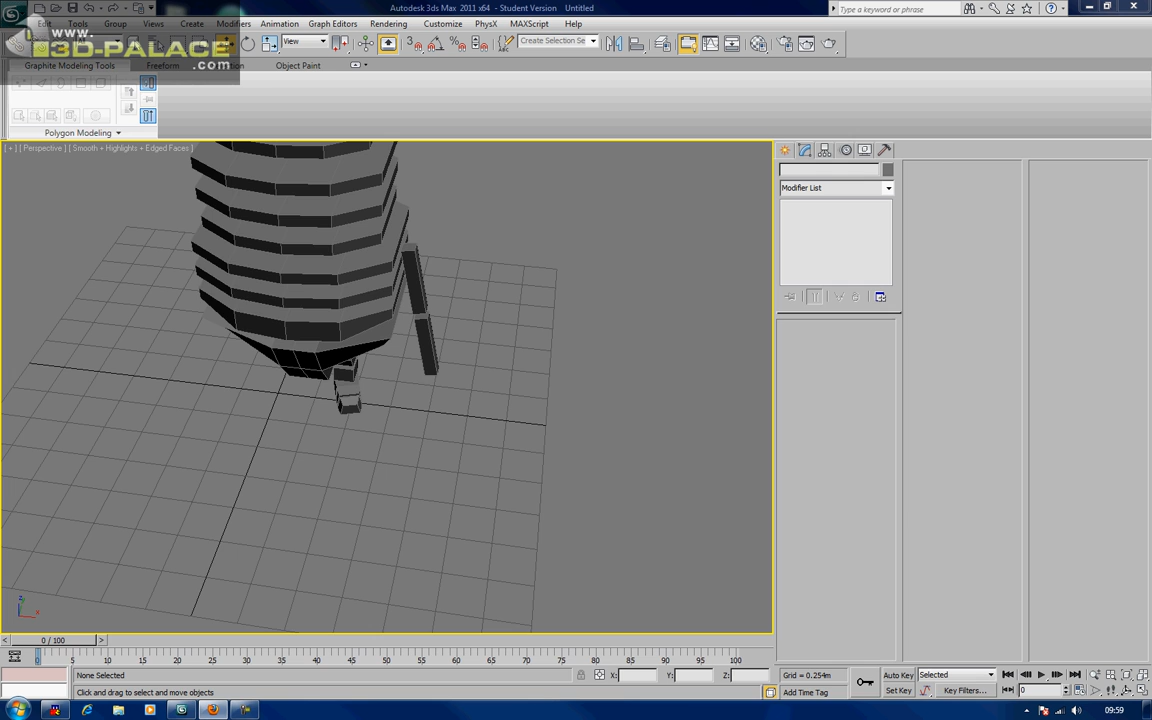 Autodesk 3ds Max 2011 x64 - Student Version    Untitled
Type a keyword or phrase
Edit Tools Group Views Create Modifiers Animation Graph Editors Rendering Customize PhysX MAXScript Help
www.
3D-PALACE
.com
View
Create Selection Se
Graphite Modeling Tools Freeform Object Paint
Polygon Modeling
[ + ] [ Perspective ] [ Smooth + Highlights + Edged Faces ]
Modifier List
z
x
0 / 100
0 5 10 15 20 25 30 35 40 45 50 55 60 65 70 75 80 85 90 95 100
None Selected
X: Y: Z:
Grid = 0.254m
Auto Key
Selected
Click and drag to select and move objects
Add Time Tag
Set Key
Key Filters...
0
09:59